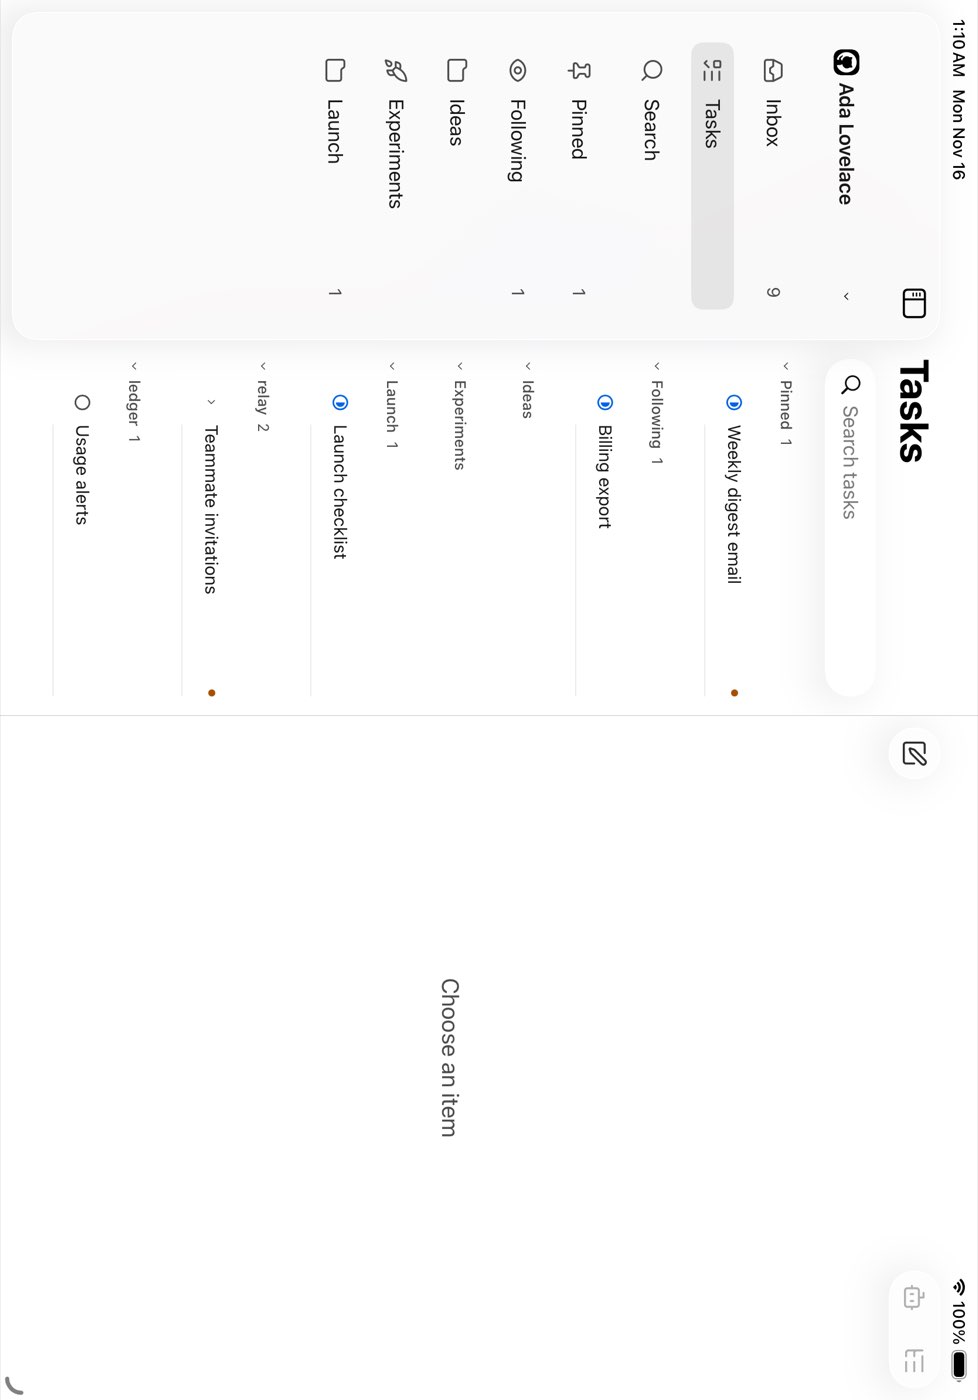 1:10 AM Mon Nov 16
100%
Ada Lovelace
Inbox 9
Tasks
Search
Pinned 1
Following 1
Ideas
Experiments
Launch 1
Tasks
Search tasks
Pinned 1
Weekly digest email
Following 1
Billing export
Ideas
Experiments
Launch 1
Launch checklist
relay 2
Teammate invitations
ledger 1
Usage alerts
Choose an item